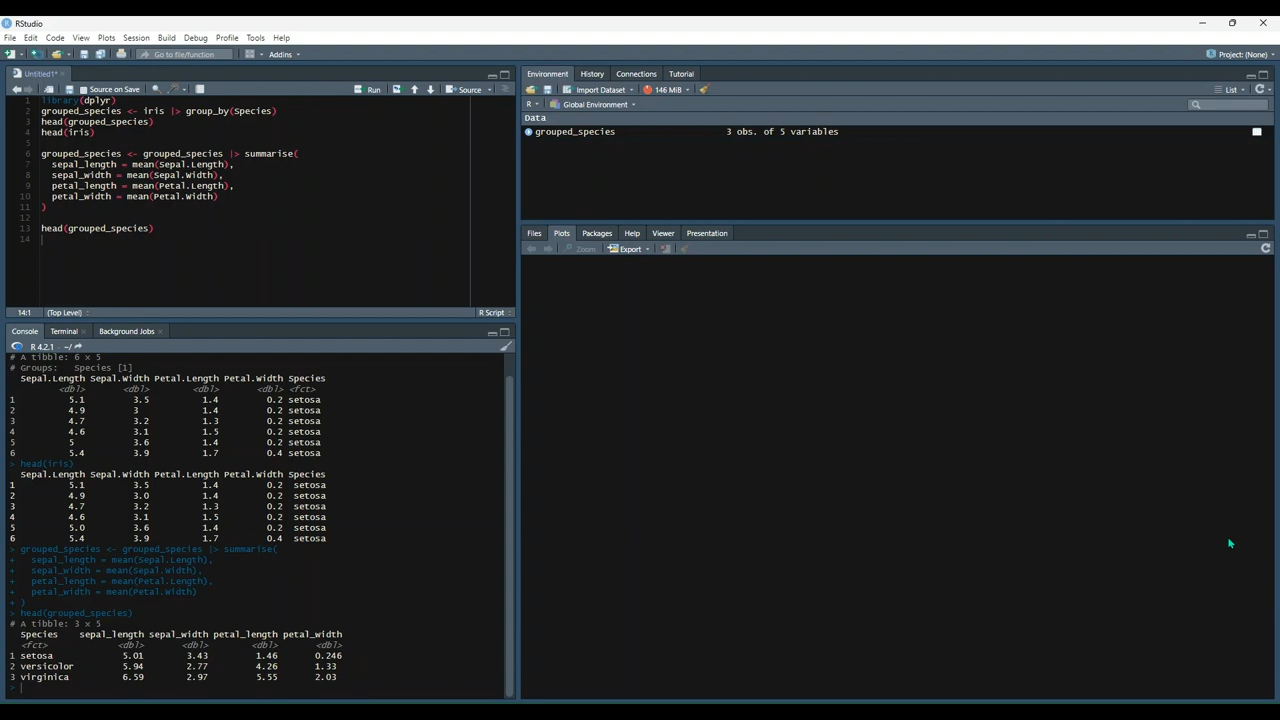 RStudio
File Edit Code View Plots Session Build Debug Profile Tools Help
Go to file/function Addins Project: (None)
Untitled1*
Source on Save Run Source
1 library(dplyr)
2 grouped_species <- iris |> group_by(Species)
3 head(grouped_species)
4 head(iris)
5
6 grouped_species <- grouped_species |> summarise(
7 sepal_length = mean(Sepal.Length),
8 sepal_width = mean(Sepal.Width),
9 petal_length = mean(Petal.Length),
10 petal_width = mean(Petal.Width)
11 )
12
13 head(grouped_species)
14
14:1 (Top Level) R Script
Console Terminal Background Jobs
R 4.2.1 · ~/
# A tibble: 6 x 5
# Groups: Species [1]
Sepal.Length Sepal.Width Petal.Length Petal.Width Species
<dbl> <dbl> <dbl> <dbl> <fct>
1 5.1 3.5 1.4 0.2 setosa
2 4.9 3 1.4 0.2 setosa
3 4.7 3.2 1.3 0.2 setosa
4 4.6 3.1 1.5 0.2 setosa
5 5 3.6 1.4 0.2 setosa
6 5.4 3.9 1.7 0.4 setosa
> head(iris)
Sepal.Length Sepal.Width Petal.Length Petal.Width Species
1 5.1 3.5 1.4 0.2 setosa
2 4.9 3.0 1.4 0.2 setosa
3 4.7 3.2 1.3 0.2 setosa
4 4.6 3.1 1.5 0.2 setosa
5 5.0 3.6 1.4 0.2 setosa
6 5.4 3.9 1.7 0.4 setosa
> grouped_species <- grouped_species |> summarise(
+ sepal_length = mean(Sepal.Length),
+ sepal_width = mean(Sepal.Width),
+ petal_length = mean(Petal.Length),
+ petal_width = mean(Petal.Width)
+ )
> head(grouped_species)
# A tibble: 3 x 5
Species sepal_length sepal_width petal_length petal_width
<fct> <dbl> <dbl> <dbl> <dbl>
1 setosa 5.01 3.43 1.46 0.246
2 versicolor 5.94 2.77 4.26 1.33
3 virginica 6.59 2.97 5.55 2.03
>
Environment History Connections Tutorial
Import Dataset 146 MiB List
R Global Environment
Data
grouped_species 3 obs. of 5 variables
Files Plots Packages Help Viewer Presentation
Zoom Export